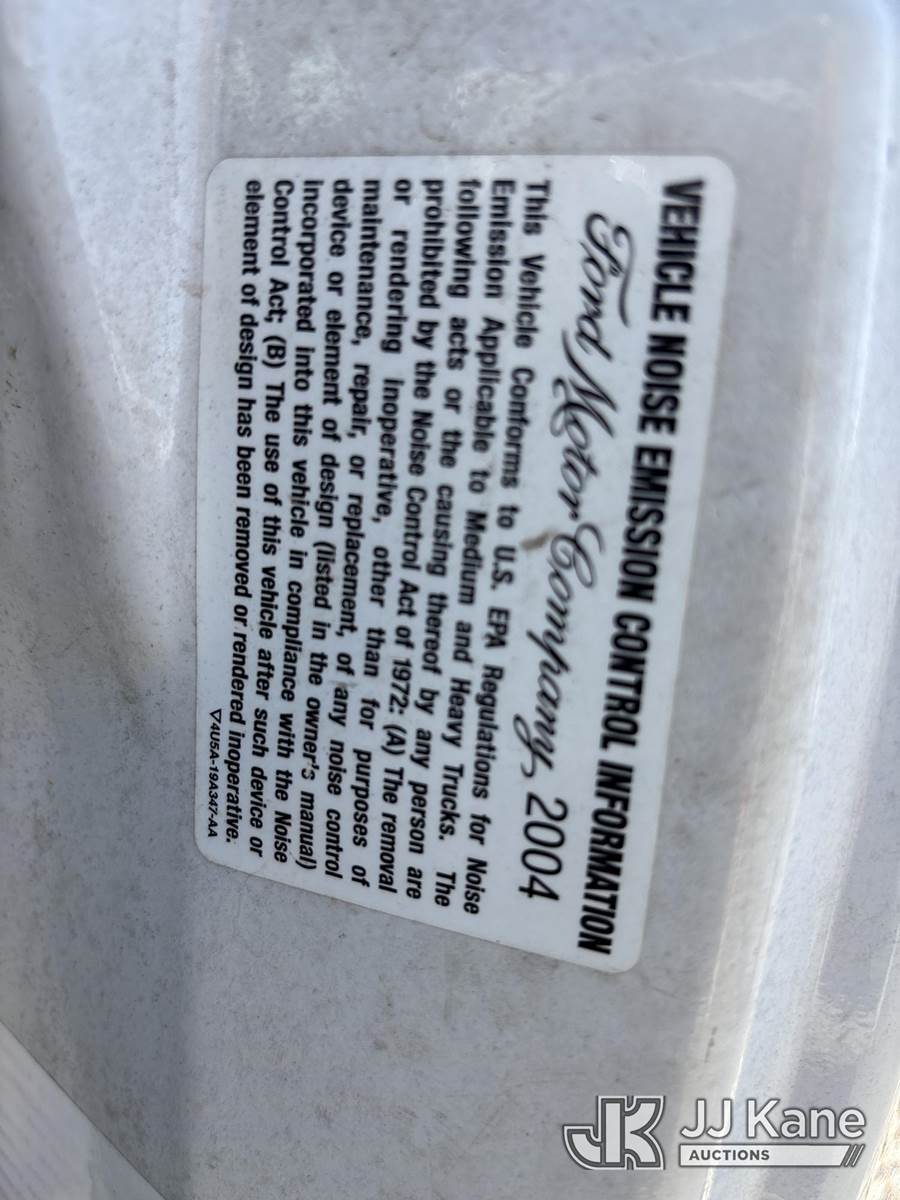 VEHICLE NOISE EMISSION CONTROL INFORMATION
Ford Motor Company, 2004
This Vehicle Conforms to U.S. EPA Regulations for Noise
Emission Applicable to Medium and Heavy Trucks. The
following acts or the causing thereof by any person are
prohibited by the Noise Control Act of 1972: (A) The removal
or rendering inoperative, other than for purposes of
maintenance, repair, or replacement, of any noise control
device or element of design (listed in the owner's manual)
incorporated into this vehicle in compliance with the Noise
Control Act; (B) The use of this vehicle after such device or
element of design has been removed or rendered inoperative.
▽4U5A-19A347-AA
JK JJ Kane
AUCTIONS